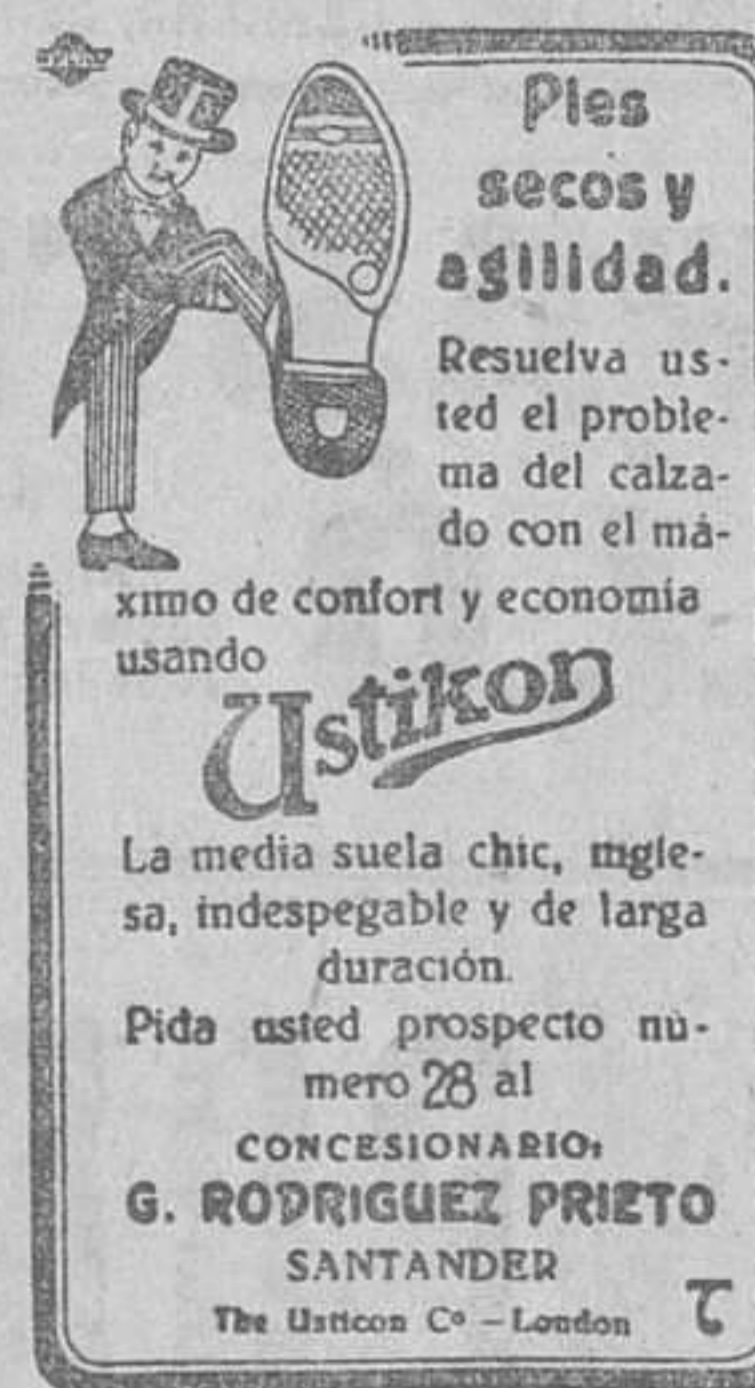 Pies
secos y
agilidad.
Resuelva us-
ted el proble-
ma del calza-
do con el má-
ximo de confort y economía
usando
Ustikon
La media suela chic, ingle-
sa, indespegable y de larga
duración.
Pida usted prospecto nú-
mero 28 al
CONCESIONARIO:
G. RODRIGUEZ PRIETO
SANTANDER
The Usticon Cº – London